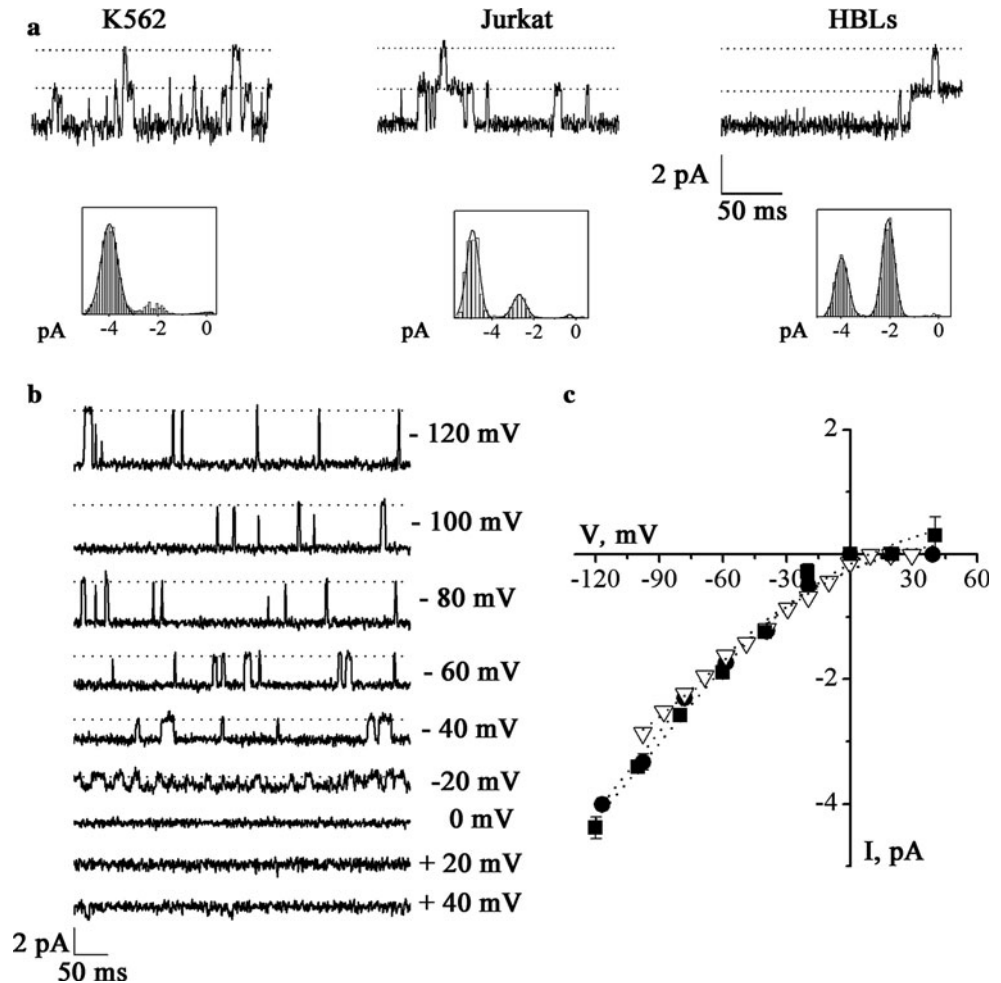 a
K562
Jurkat
HBLs
2 pA
50 ms
pA -4 -2 0
pA -4 -2 0
pA -4 -2 0
b
- 120 mV
- 100 mV
- 80 mV
- 60 mV
- 40 mV
-20 mV
0 mV
+ 20 mV
+ 40 mV
2 pA
50 ms
c
2
V, mV
-120 -90 -60 -30 30 60
-2
-4
I, pA